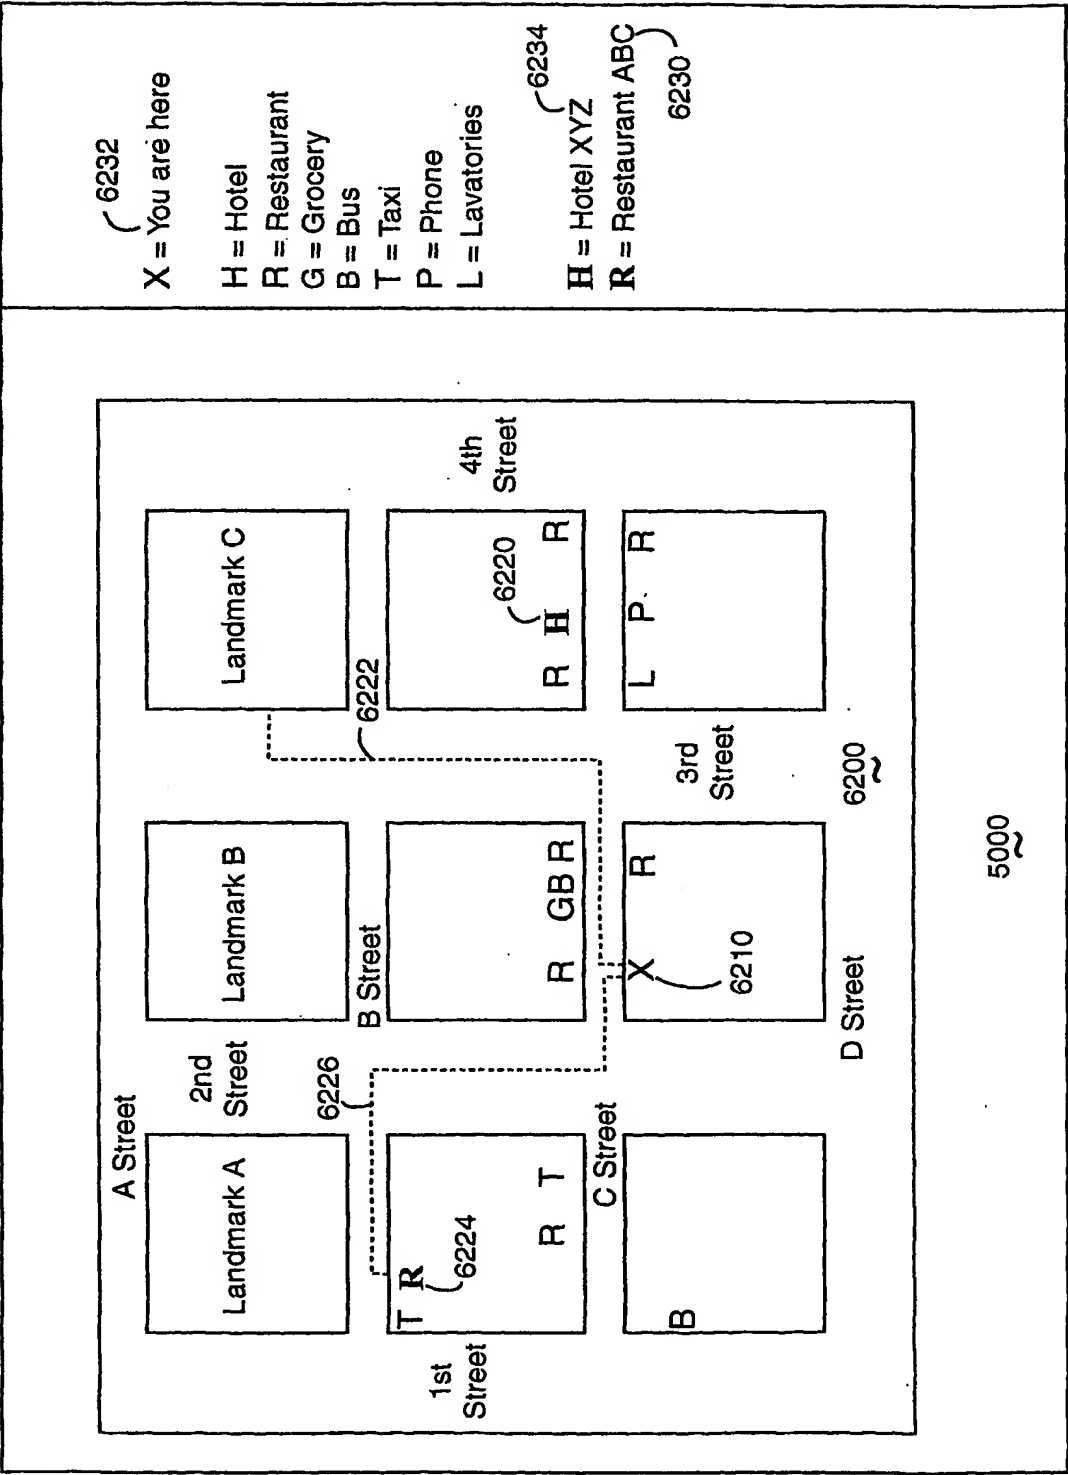 A Street
Landmark A
2nd
Street
Landmark B
Landmark C
6226
B Street
6222
T R
6224
R T
R GB R
6220
R H R
1st
Street
4th
Street
C Street
B
X R
6210
L P R
3rd
Street
D Street
6200
5000
6232
X = You are here
H = Hotel
R = Restaurant
G = Grocery
B = Bus
T = Taxi
P = Phone
L = Lavatories
6234
H = Hotel XYZ
R = Restaurant ABC
6230